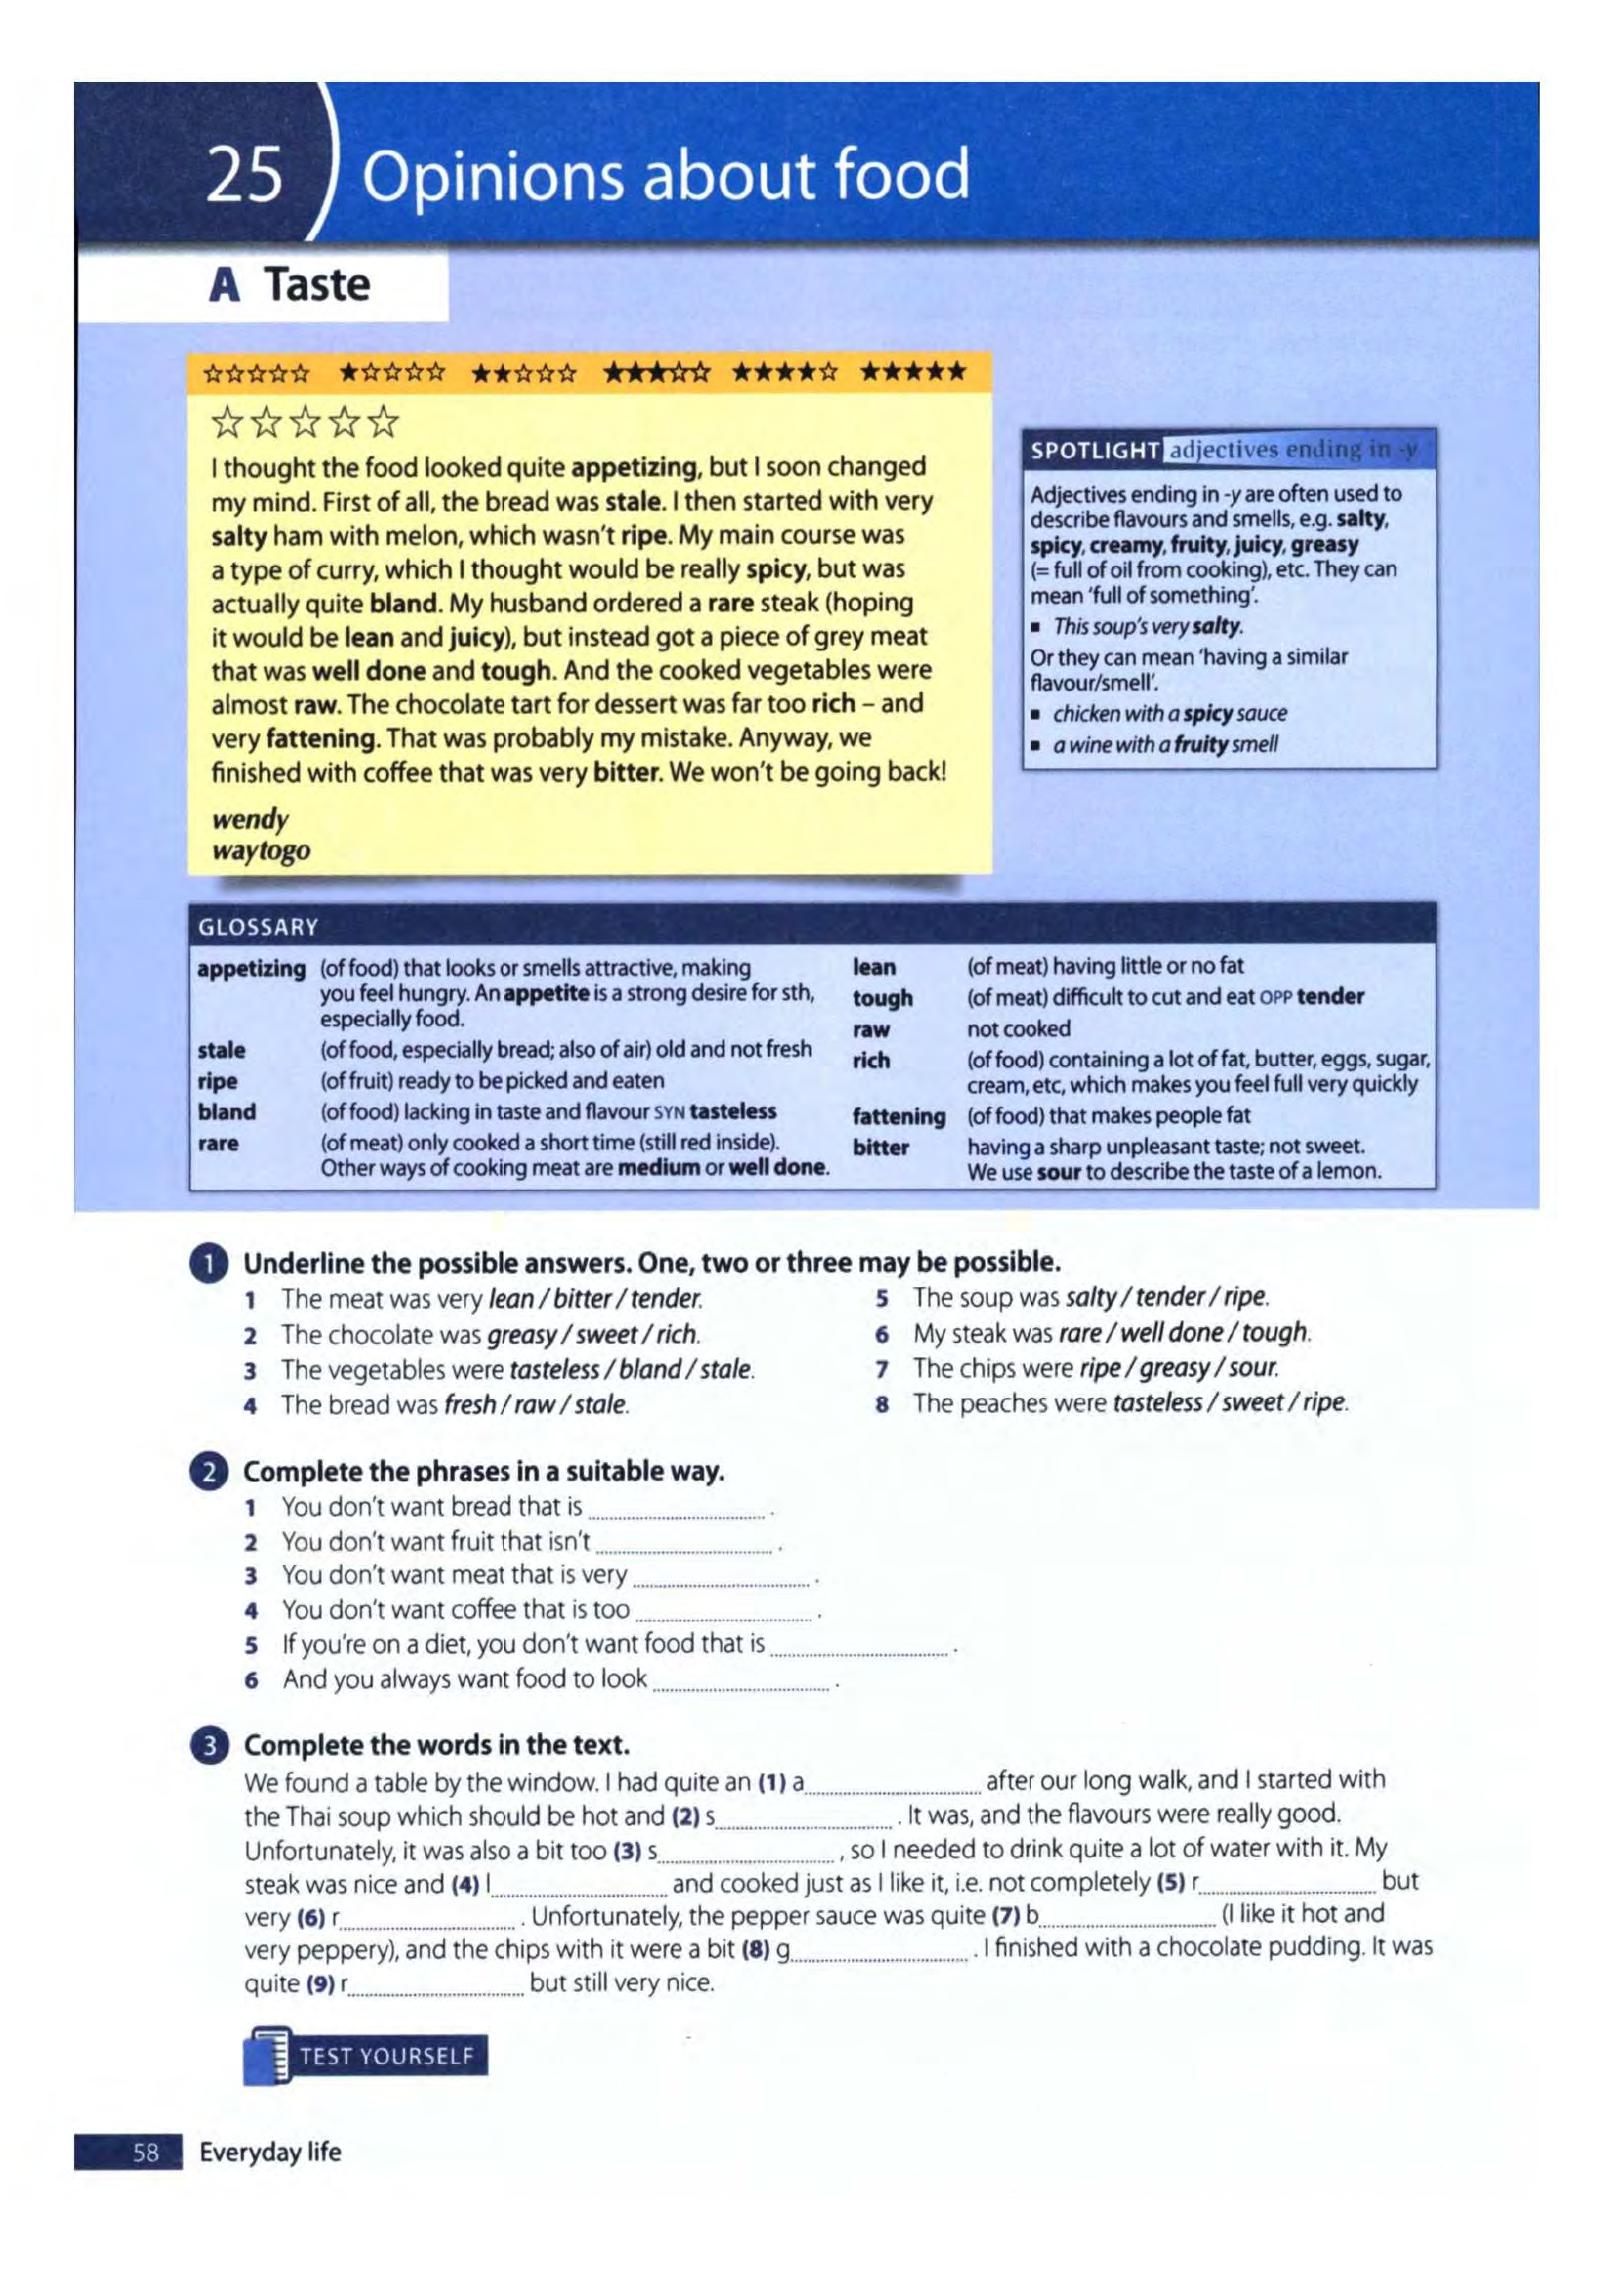 25 Opinions about food
A Taste
☆☆☆☆☆ ★☆☆☆☆ ★★☆☆☆ ★★★☆☆ ★★★★☆ ★★★★★
☆☆☆☆☆
I thought the food looked quite appetizing, but I soon changed
my mind. First of all, the bread was stale. I then started with very
salty ham with melon, which wasn't ripe. My main course was
a type of curry, which I thought would be really spicy, but was
actually quite bland. My husband ordered a rare steak (hoping
it would be lean and juicy), but instead got a piece of grey meat
that was well done and tough. And the cooked vegetables were
almost raw. The chocolate tart for dessert was far too rich – and
very fattening. That was probably my mistake. Anyway, we
finished with coffee that was very bitter. We won't be going back!
wendy
waytogo
SPOTLIGHT adjectives ending in -y
Adjectives ending in -y are often used to
describe flavours and smells, e.g. salty,
spicy, creamy, fruity, juicy, greasy
(= full of oil from cooking), etc. They can
mean 'full of something'.
▪ This soup's very salty.
Or they can mean 'having a similar
flavour/smell'.
▪ chicken with a spicy sauce
▪ a wine with a fruity smell
GLOSSARY
appetizing (of food) that looks or smells attractive, making
you feel hungry. An appetite is a strong desire for sth,
especially food.
stale (of food, especially bread; also of air) old and not fresh
ripe (of fruit) ready to be picked and eaten
bland (of food) lacking in taste and flavour SYN tasteless
rare (of meat) only cooked a short time (still red inside).
Other ways of cooking meat are medium or well done.
lean (of meat) having little or no fat
tough (of meat) difficult to cut and eat OPP tender
raw not cooked
rich (of food) containing a lot of fat, butter, eggs, sugar,
cream, etc, which makes you feel full very quickly
fattening (of food) that makes people fat
bitter having a sharp unpleasant taste; not sweet.
We use sour to describe the taste of a lemon.
1 Underline the possible answers. One, two or three may be possible.
1 The meat was very lean / bitter / tender.
2 The chocolate was greasy / sweet / rich.
3 The vegetables were tasteless / bland / stale.
4 The bread was fresh / raw / stale.
5 The soup was salty / tender / ripe.
6 My steak was rare / well done / tough.
7 The chips were ripe / greasy / sour.
8 The peaches were tasteless / sweet / ripe.
2 Complete the phrases in a suitable way.
1 You don't want bread that is ____________.
2 You don't want fruit that isn't ____________.
3 You don't want meat that is very ____________.
4 You don't want coffee that is too ____________.
5 If you're on a diet, you don't want food that is ____________.
6 And you always want food to look ____________.
3 Complete the words in the text.
We found a table by the window. I had quite an (1) a____________ after our long walk, and I started with
the Thai soup which should be hot and (2) s____________. It was, and the flavours were really good.
Unfortunately, it was also a bit too (3) s____________, so I needed to drink quite a lot of water with it. My
steak was nice and (4) l____________ and cooked just as I like it, i.e. not completely (5) r____________ but
very (6) r____________. Unfortunately, the pepper sauce was quite (7) b____________ (I like it hot and
very peppery), and the chips with it were a bit (8) g____________. I finished with a chocolate pudding. It was
quite (9) r____________ but still very nice.
TEST YOURSELF
58 Everyday life